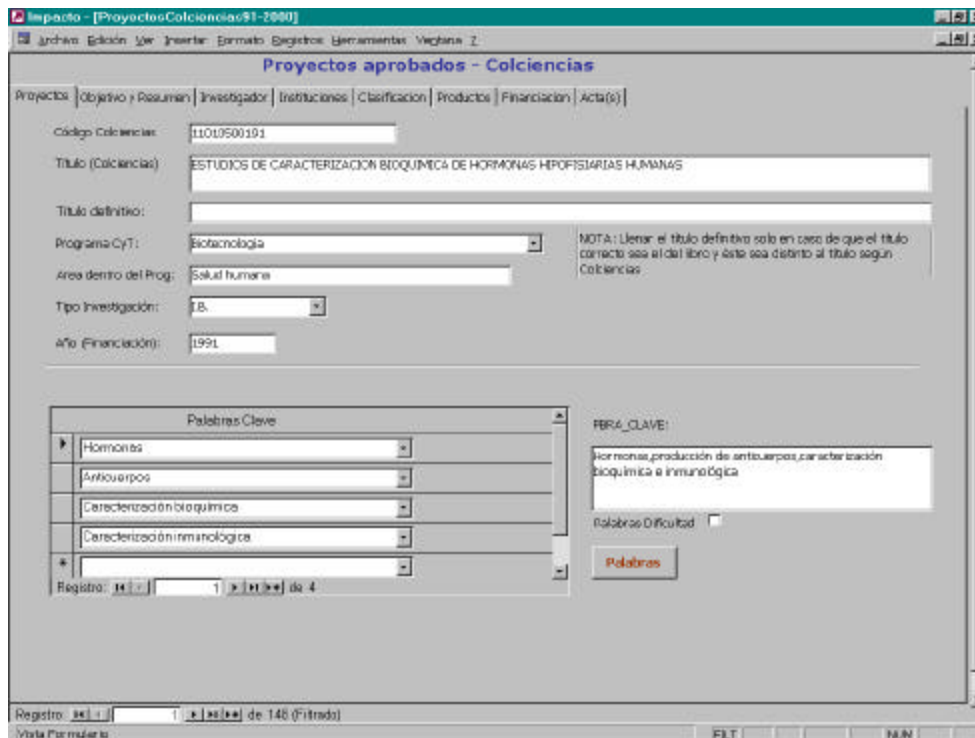 Impacto - [ProyectosColciencias91-2000]
Archivo Edición Ver Insertar Formato Registros Herramientas Ventana ?
Proyectos aprobados - Colciencias
Proyectos Objetivo y Resumen Investigador Instituciones Clasificacion Productos Financiacion Acta(s)
Código Colciencias 11010500191
Título (Colciencias) ESTUDIOS DE CARACTERIZACION BIOQUIMICA DE HORMONAS HIPOFISIARIAS HUMANAS
Título definitivo:
Programa CyT: Biotecnologia
NOTA: Llenar el título definitivo solo en caso de que el título
correcto sea el del libro y éste sea distinto al título según
Colciencias
Area dentro del Prog: Salud humana
Tipo Investigación: I.B.
Año (Financiación): 1991
Palabras Clave
Hormonas
Anticuerpos
Caracterización bioquímica
Caracterización inmunológica
Registro: 1 de 4
PBRA_CLAVE:
Hormonas,producción de anticuerpos,caracterización
bioquímica e inmunológica
Palabras Dificultad
Palabras
Registro: 1 de 148 (Filtrado)
Vista Formulario FILT NUM